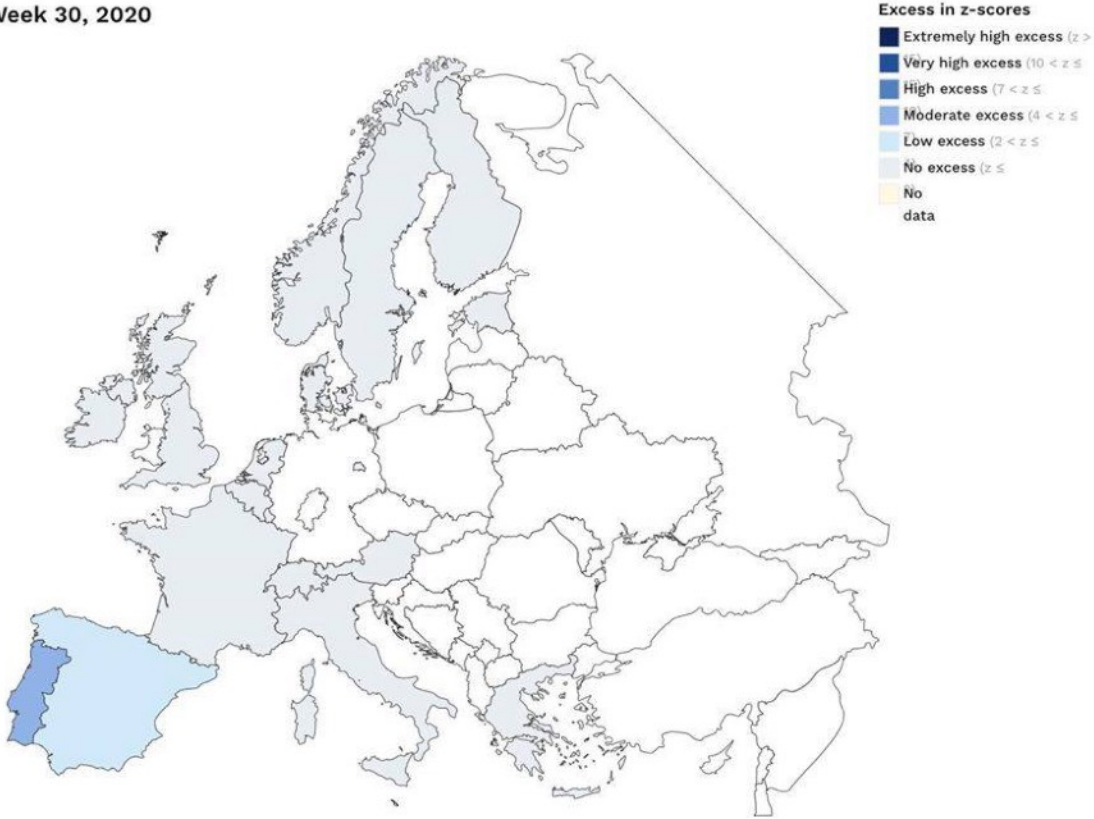 Week 30, 2020
Excess in z-scores
Extremely high excess (z >
Very high excess (10 < z ≤
High excess (7 < z ≤
Moderate excess (4 < z ≤
Low excess (2 < z ≤
No excess (z ≤
No
data